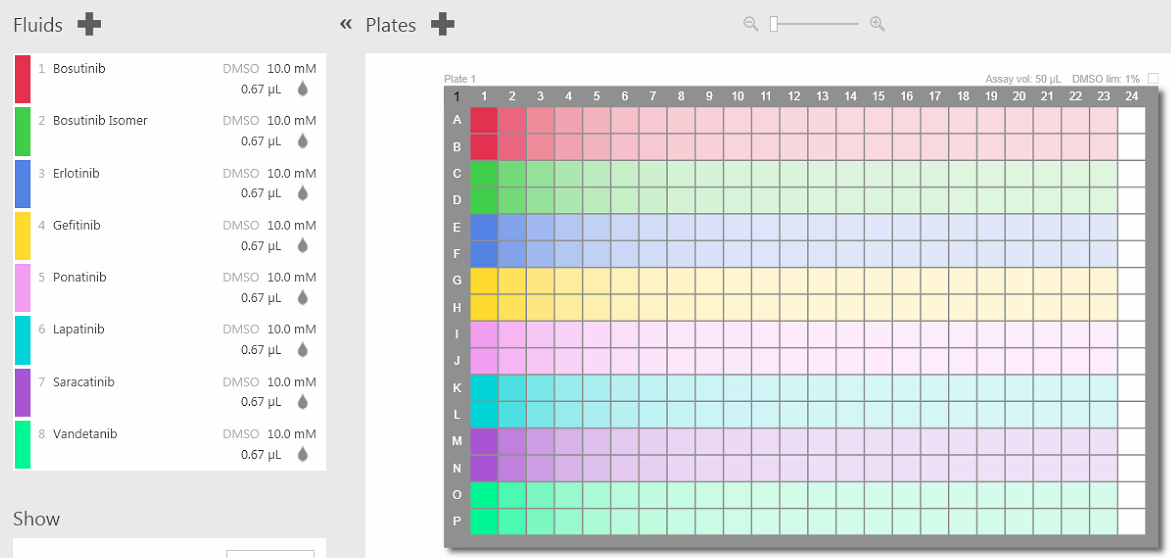 Fluids
1 Bosutinib DMSO 10.0 mM
0.67 µL
2 Bosutinib Isomer DMSO 10.0 mM
0.67 µL
3 Erlotinib DMSO 10.0 mM
0.67 µL
4 Gefitinib DMSO 10.0 mM
0.67 µL
5 Ponatinib DMSO 10.0 mM
0.67 µL
6 Lapatinib DMSO 10.0 mM
0.67 µL
7 Saracatinib DMSO 10.0 mM
0.67 µL
8 Vandetanib DMSO 10.0 mM
0.67 µL
Show
« Plates
Plate 1 Assay vol: 50 µL DMSO lim: 1%
1 1 2 3 4 5 6 7 8 9 10 11 12 13 14 15 16 17 18 19 20 21 22 23 24
A
B
C
D
E
F
G
H
I
J
K
L
M
N
O
P